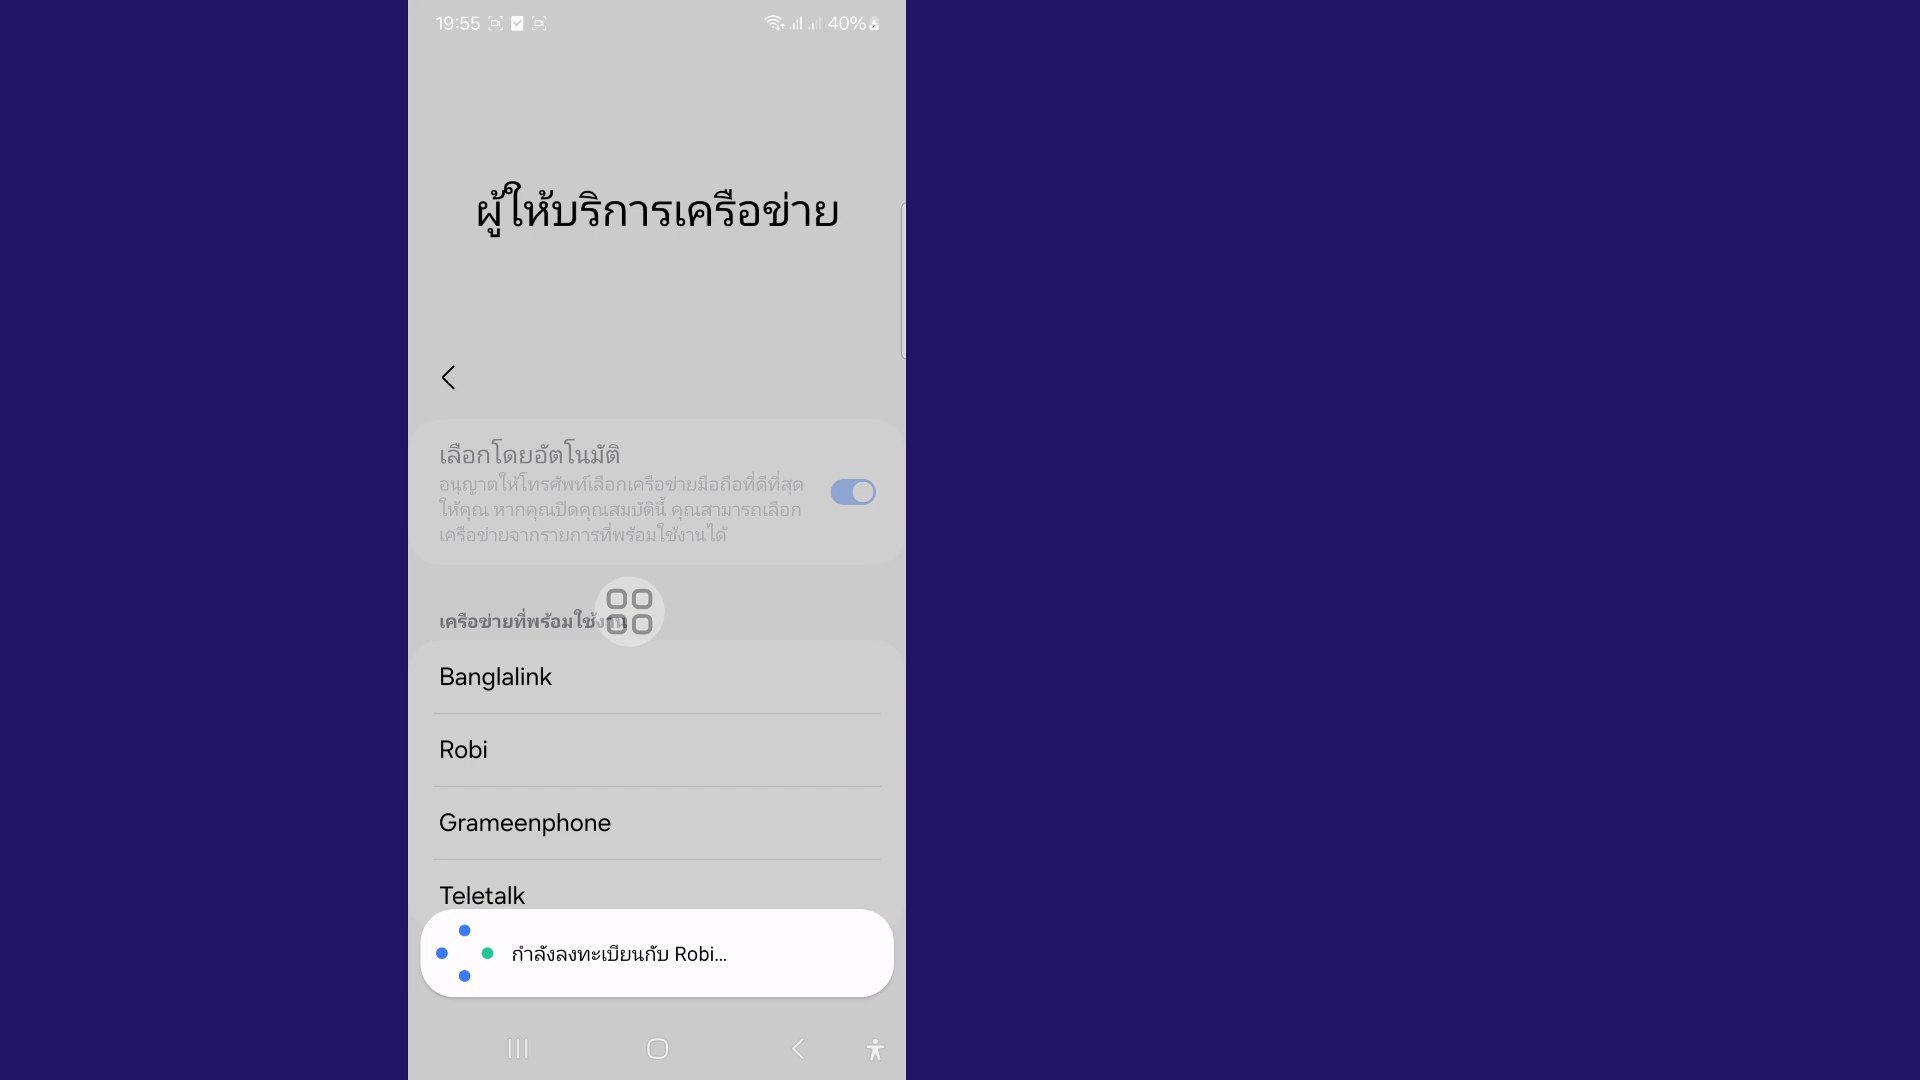 19:55
40%
ผู้ให้บริการเครือข่าย
เลือกโดยอัตโนมัติ
อนุญาตให้โทรศัพท์เลือกเครือข่ายมือถือที่ดีที่สุด
ให้คุณ หากคุณปิดคุณสมบัตินี้ คุณสามารถเลือก
เครือข่ายจากรายการที่พร้อมใช้งานได้
เครือข่ายที่พร้อมใช้งาน
Banglalink
Robi
Grameenphone
Teletalk
กำลังลงทะเบียนกับ Robi...